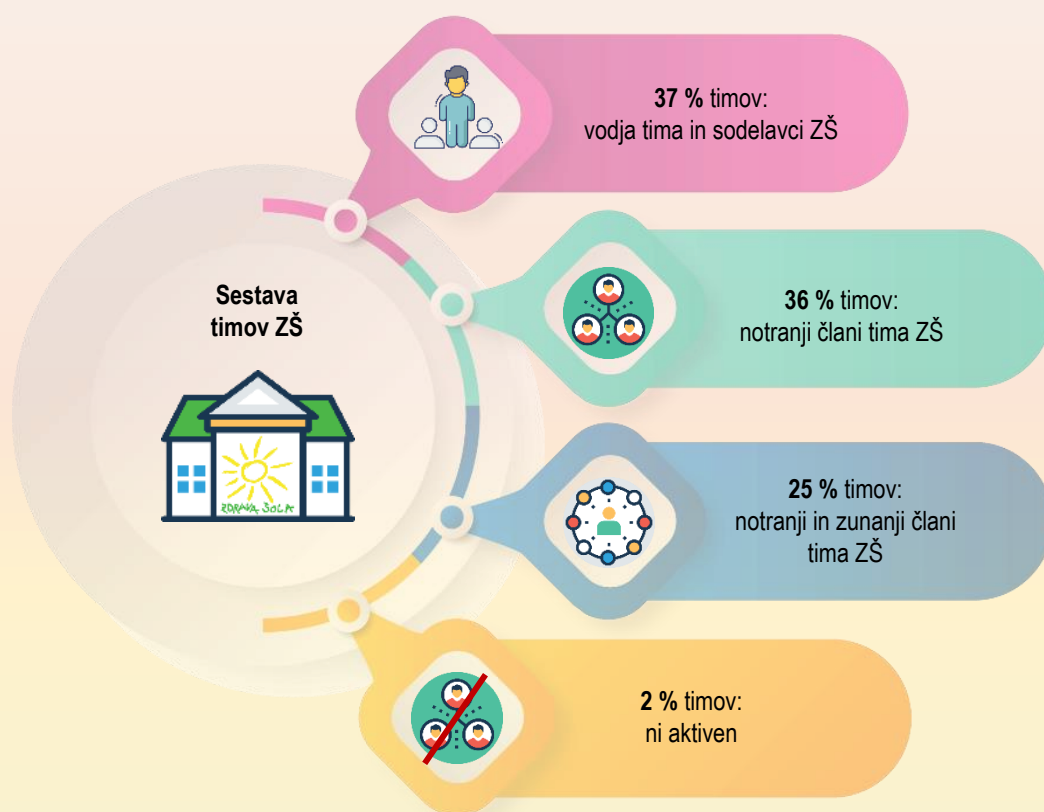 37 % timov:
vodja tima in sodelavci ZŠ
36 % timov:
notranji člani tima ZŠ
Sestava
timov ZŠ
ZDRAVA ŠOLA
25 % timov:
notranji in zunanji člani
tima ZŠ
2 % timov:
ni aktiven